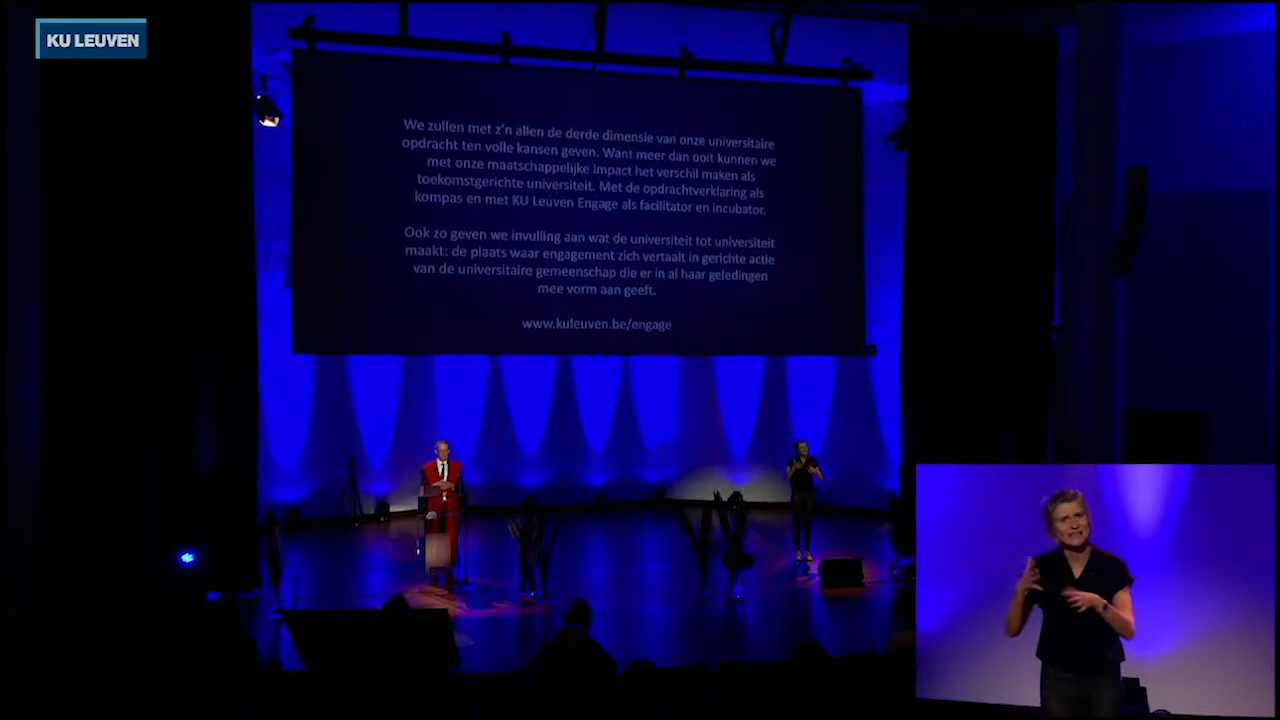 KU LEUVEN
We zullen met z'n allen de derde dimensie van onze universitaire
opdracht ten volle kansen geven. Want meer dan ooit kunnen we
met onze maatschappelijke impact het verschil maken als
toekomstgerichte universiteit. Met de opdrachtverklaring als
kompas en met KU Leuven Engage als facilitator en incubator.
Ook zo geven we invulling aan wat de universiteit tot universiteit
maakt: de plaats waar engagement zich vertaalt in gerichte actie
van de universitaire gemeenschap die er in al haar geledingen
mee vorm aan geeft.
www.kuleuven.be/engage